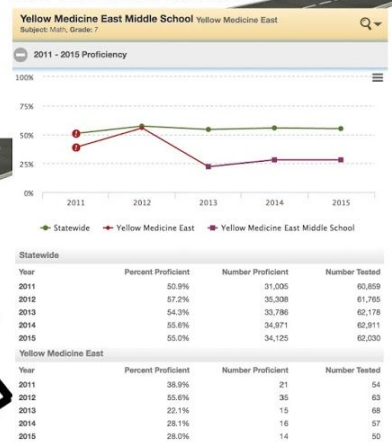 Yellow Medicine East Middle School Yellow Medicine East
Subject: Math, Grade: 7
2011 - 2015 Proficiency
100%
75%
50%
25%
0%
2011 2012 2013 2014 2015
Statewide Yellow Medicine East Yellow Medicine East Middle School
Statewide
Year Percent Proficient Number Proficient Number Tested
2011 50.9% 31,005 60,859
2012 57.2% 35,308 61,765
2013 54.3% 33,786 62,178
2014 55.6% 34,971 62,911
2015 55.0% 34,125 62,030
Yellow Medicine East
Year Percent Proficient Number Proficient Number Tested
2011 38.9% 21 54
2012 55.6% 35 63
2013 22.1% 15 68
2014 28.1% 16 57
2015 28.0% 14 50